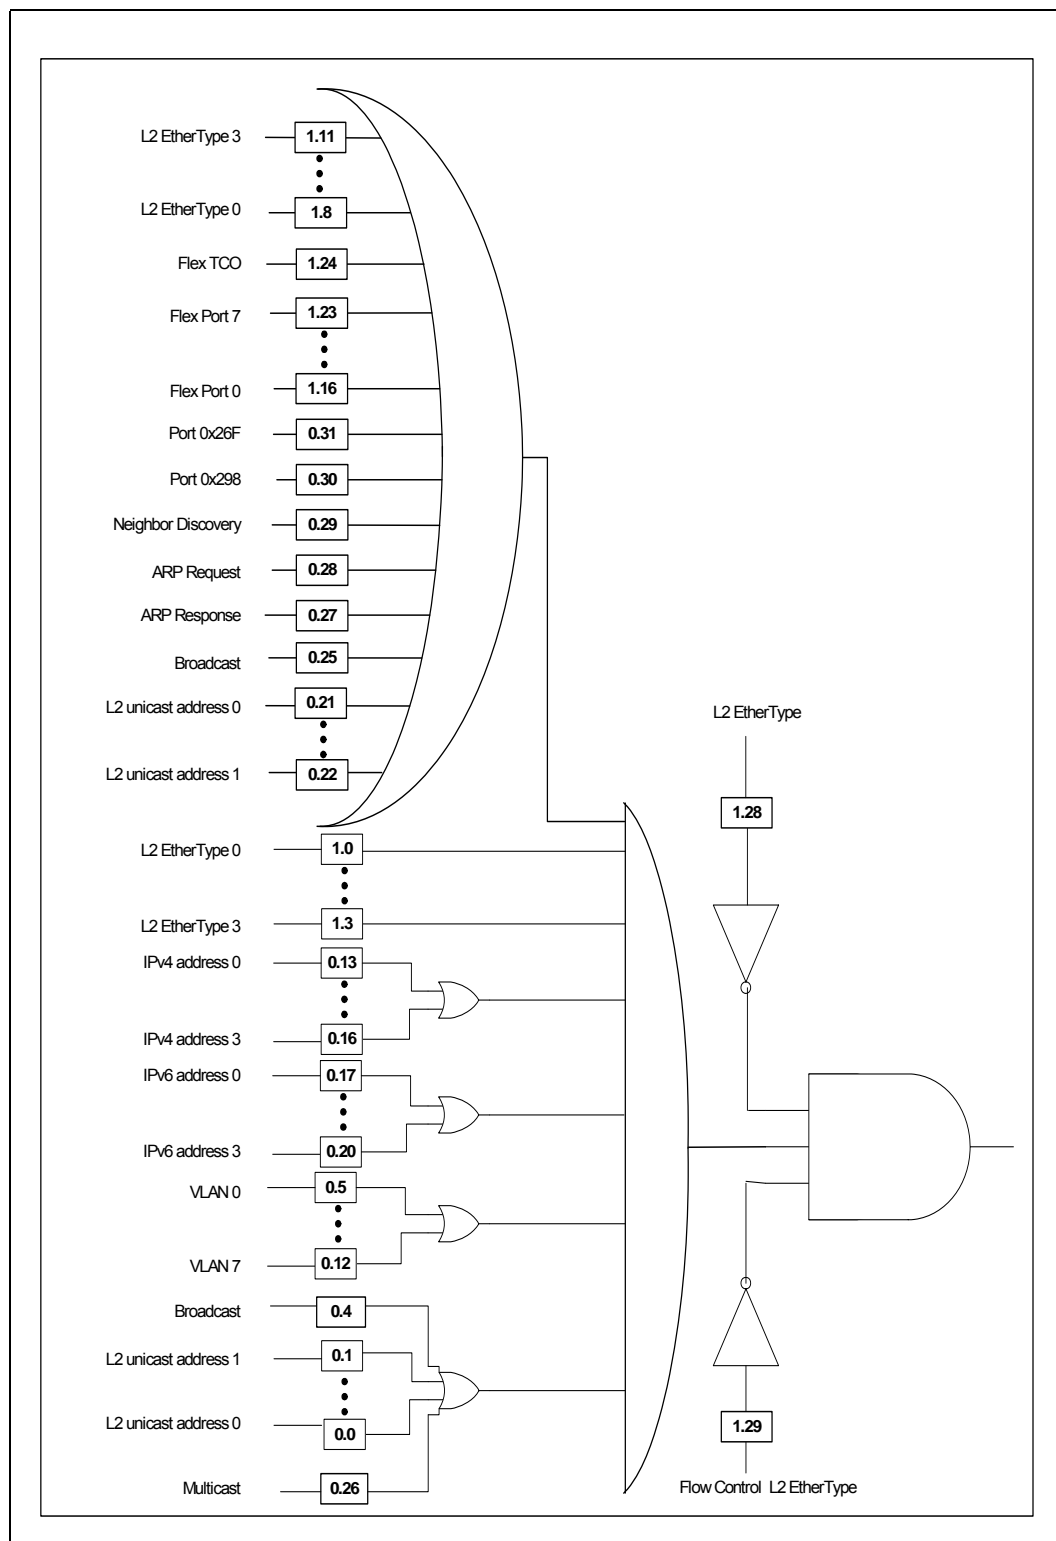 L2 EtherType 3 1.11
L2 EtherType 0 1.8
Flex TCO 1.24
Flex Port 7 1.23
Flex Port 0 1.16
Port 0x26F 0.31
Port 0x298 0.30
Neighbor Discovery 0.29
ARP Request 0.28
ARP Response 0.27
Broadcast 0.25
L2 unicast address 0 0.21
L2 unicast address 1 0.22
L2 EtherType 0 1.0
L2 EtherType 3 1.3
IPv4 address 0 0.13
IPv4 address 3 0.16
IPv6 address 0 0.17
IPv6 address 3 0.20
VLAN 0 0.5
VLAN 7 0.12
Broadcast 0.4
L2 unicast address 1 0.1
L2 unicast address 0 0.0
Multicast 0.26
L2 EtherType
1.28
1.29
Flow Control L2 EtherType